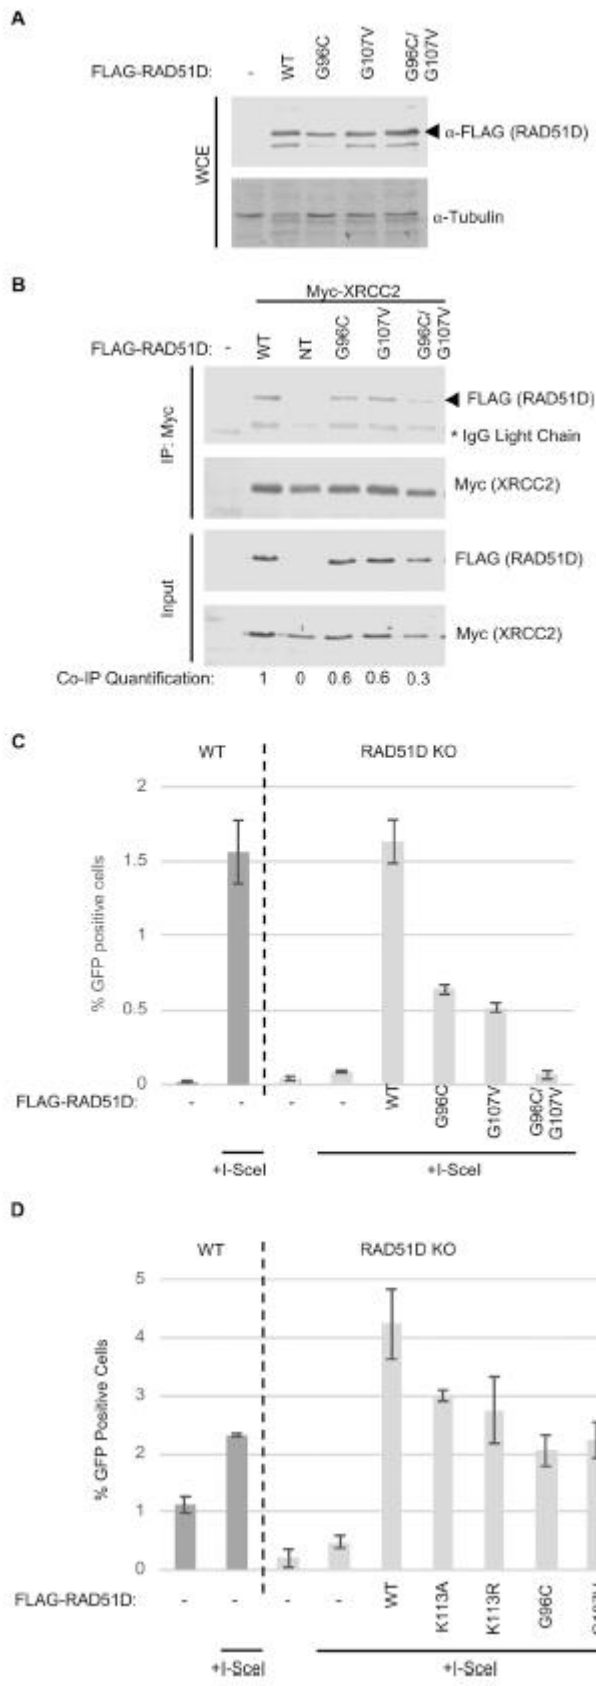 A
FLAG-RAD51D: - WT G96C G107V G96C/ G107V
WCE
α-FLAG (RAD51D)
α-Tubulin
B
Myc-XRCC2
FLAG-RAD51D: - WT NT G96C G107V G96C/ G107V
IP: Myc
FLAG (RAD51D)
* IgG Light Chain
Myc (XRCC2)
Input
FLAG (RAD51D)
Myc (XRCC2)
Co-IP Quantification: 1 0 0.6 0.6 0.3
C
WT RAD51D KO
% GFP positive cells
2
1.5
1
0.5
0
FLAG-RAD51D: - - - - WT G96C G107V G96C/ G107V
+I-SceI +I-SceI
D
WT RAD51D KO
% GFP Positive Cells
5
4
3
2
1
0
FLAG-RAD51D: - - - - WT K113A K113R G96C
+I-SceI +I-SceI